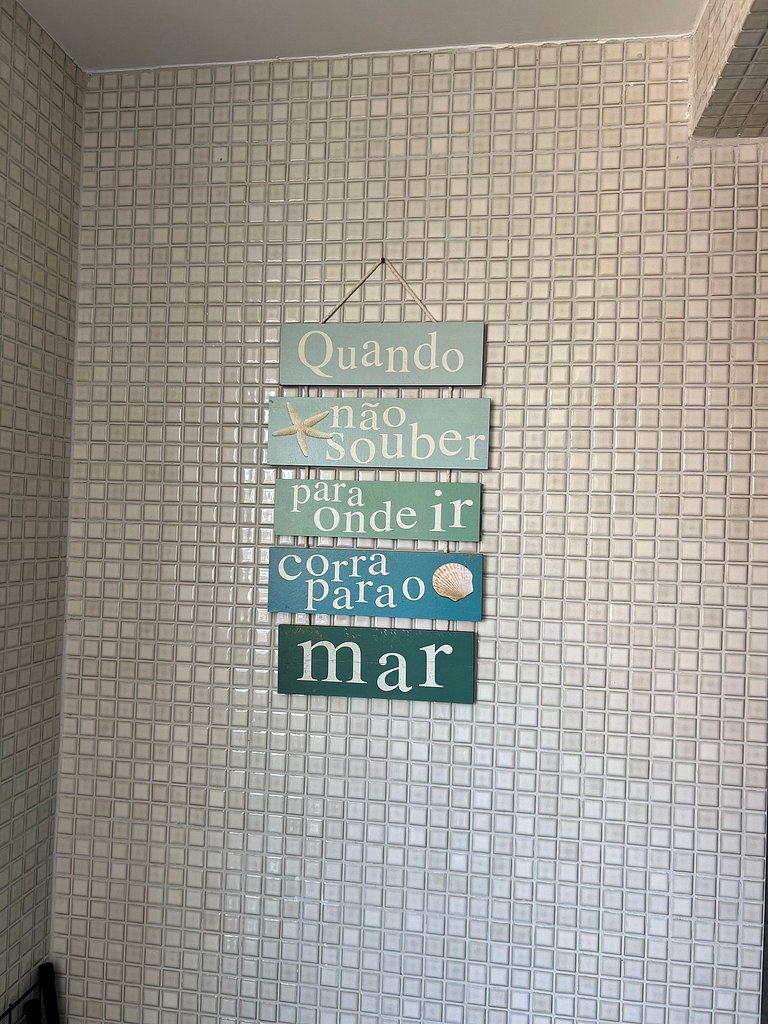 Quando
não
souber
para
onde ir
corra
para o
mar